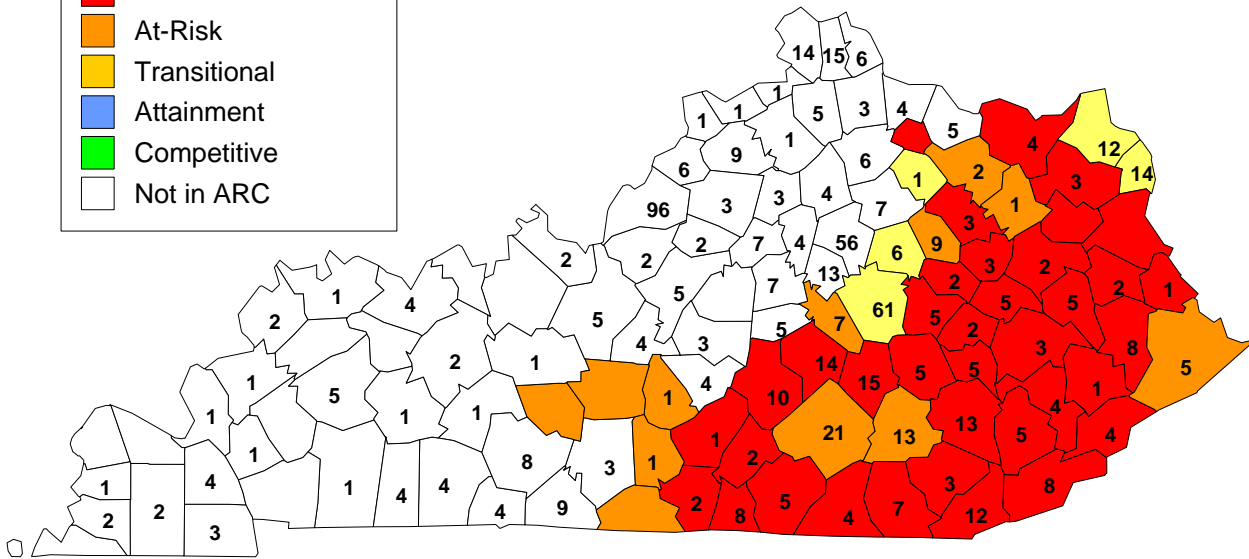 At-Risk
Transitional
Attainment
Competitive
Not in ARC
14 15 6
1 1 1 5 3 4 5 4 12
6 9 1 6 1 2 3 14
96 3 3 4 7 3 1
2 2 2 7 4 56 6 9 3 2 2 1
2 1 4 5 5 7 13 61 7 5 2 5 5 8 5
4 3 5 14 15 5 2 5 3 1
1 5 2 1 1 4 10
1 1 1 1 8 3 1 1 2 21 13 13 5 4 4
1 4 1 4 4 4 9 2 8 5 4 7 3 12 8
2 2 3